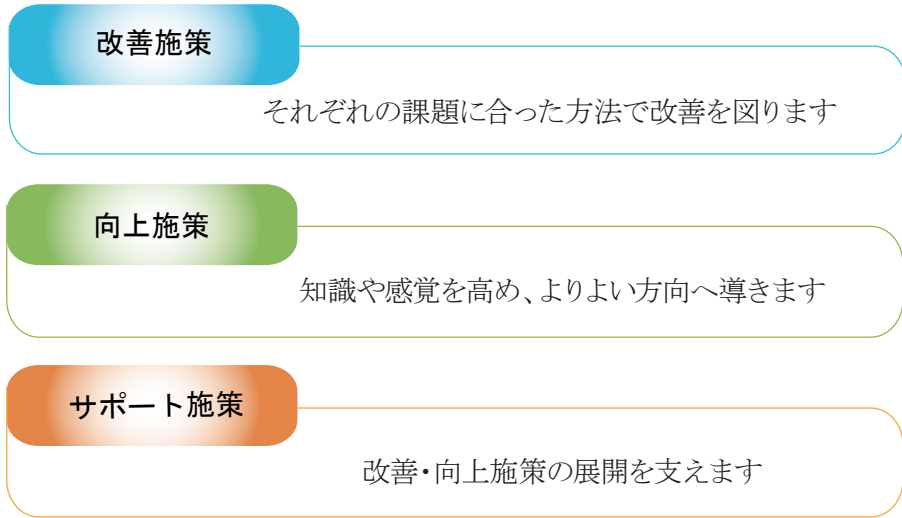 改善施策
それぞれの課題に合った方法で改善を図ります
向上施策
知識や感覚を高め、よりよい方向へ導きます
サポート施策
改善・向上施策の展開を支えます